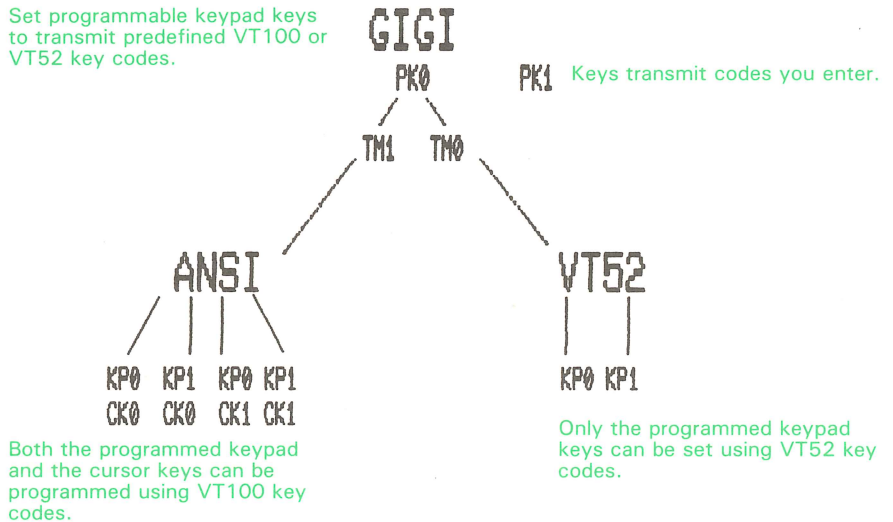 Set programmable keypad keys
to transmit predefined VT100 or
VT52 key codes.
GIGI
PK0
PK1
Keys transmit codes you enter.
TM1 TM0
ANSI
VT52
KP0 KP1 KP0 KP1
CK0 CK0 CK1 CK1
KP0 KP1
Both the programmed keypad
and the cursor keys can be
programmed using VT100 key
codes.
Only the programmed keypad
keys can be set using VT52 key
codes.